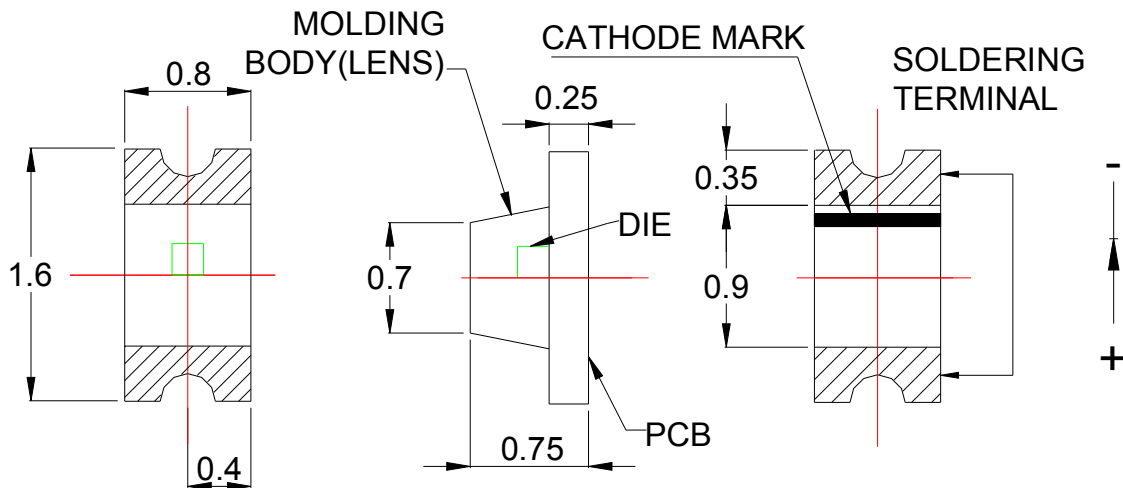 MOLDING
BODY(LENS)
CATHODE MARK
SOLDERING
TERMINAL
0.8
0.25
0.35
-
DIE
1.6
0.7
0.9
+
PCB
0.75
0.4